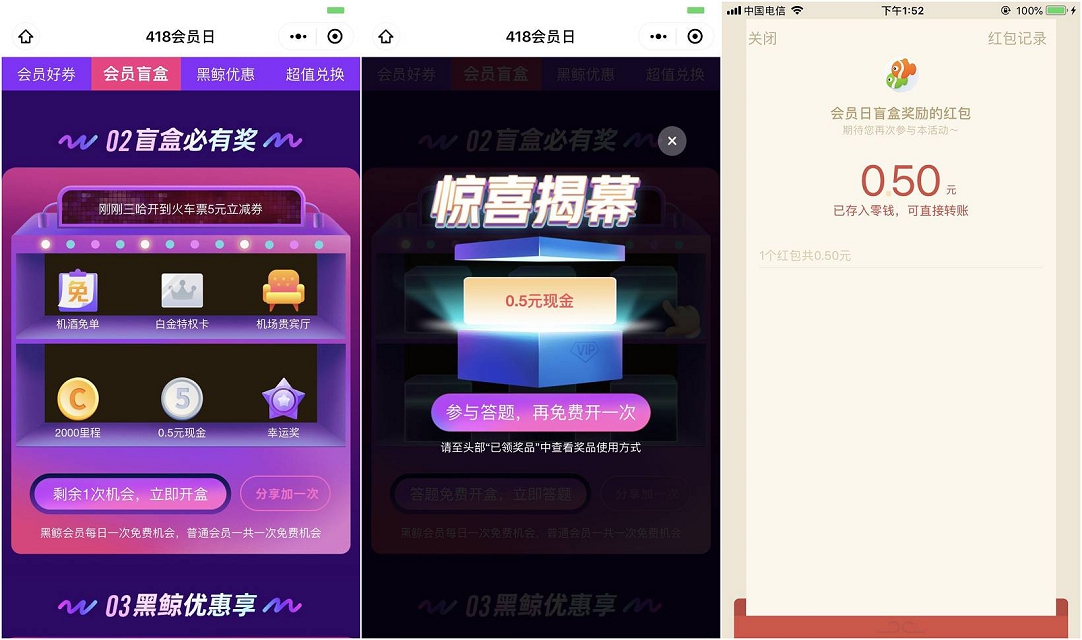 418会员日
会员好券
会员盲盒
黑鲸优惠
超值兑换
02盲盒必有奖
刚刚三哈开到火车票5元立减券
免
机酒免单
白金特权卡
机场贵宾厅
C
2000里程
5
0.5元现金
幸运奖
剩余1次机会，立即开盒
分享加一次
黑鲸会员每日一次免费机会，普通会员一共一次免费机会
03黑鲸优惠享
418会员日
会员好券
会员盲盒
黑鲸优惠
超值兑换
02盲盒必有奖
惊喜揭幕
0.5元现金
VIP
参与答题，再免费开一次
请至头部“已领奖品”中查看奖品使用方式
答题免费开盒，立即答题
分享加一次
黑鲸会员每日一次免费机会，普通会员一共一次免费机会
03黑鲸优惠享
中国电信
下午1:52
100%
关闭
红包记录
会员日盲盒奖励的红包
期待您再次参与本活动～
0.50元
已存入零钱，可直接转账
1个红包共0.50元